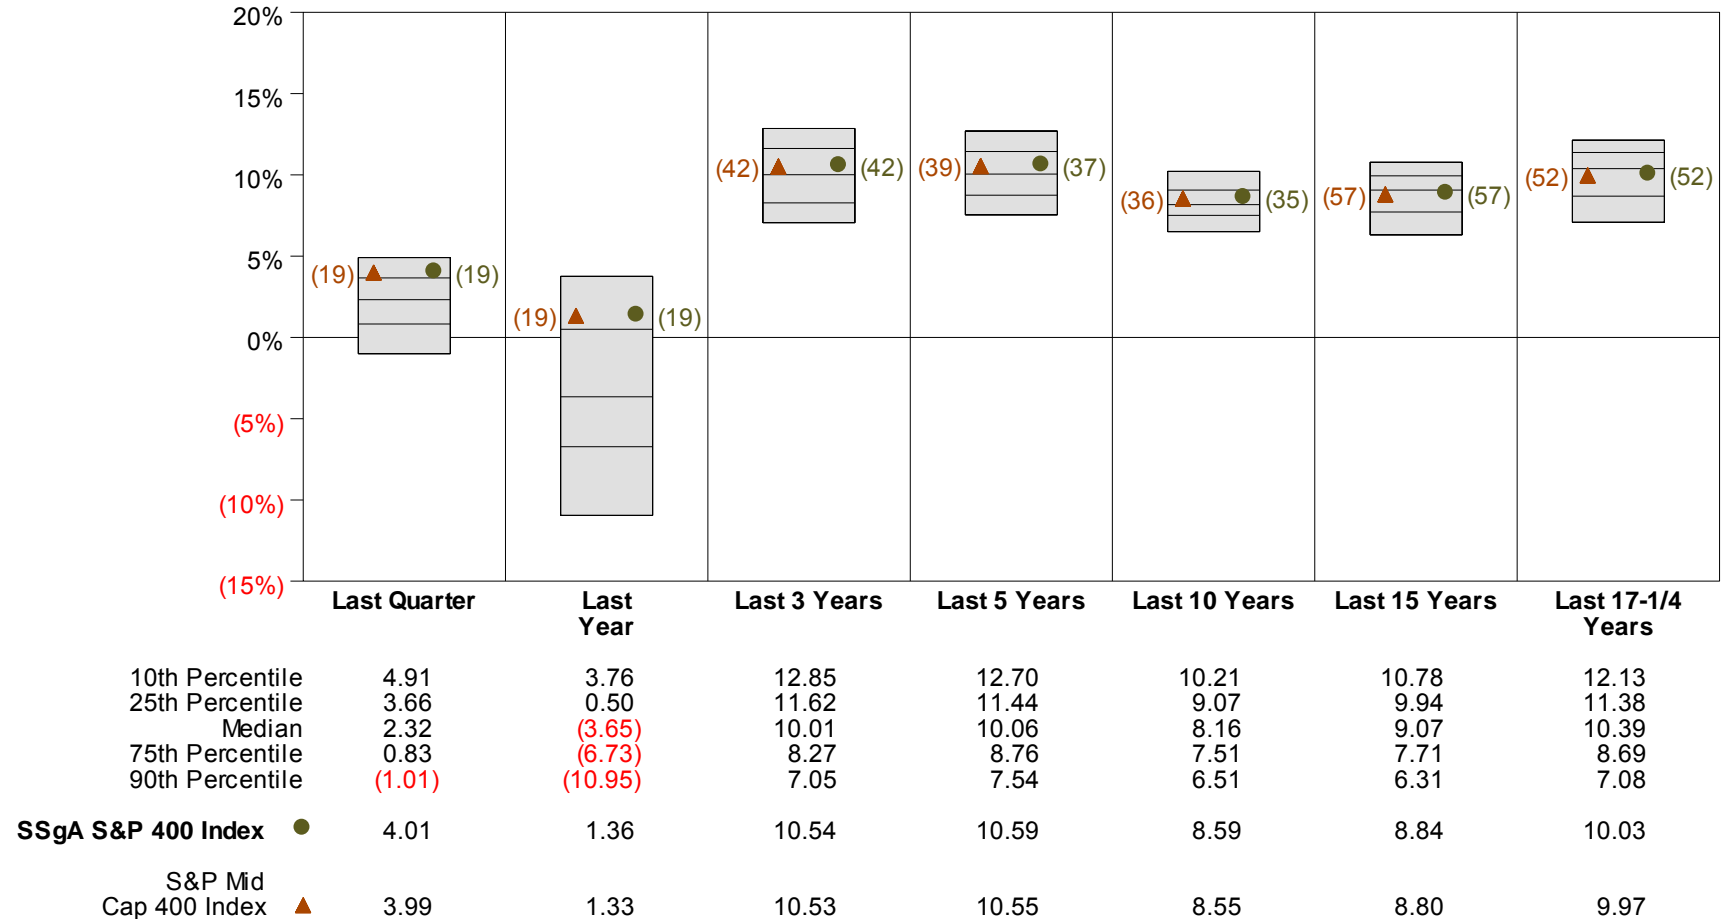 20%
15%
10%
5%
0%
(5%)
(10%)
(15%)
(19) (19)
(19) (19)
(42) (42)
(39) (37)
(36) (35)
(57) (57)
(52) (52)
Last Quarter Last Year Last 3 Years Last 5 Years Last 10 Years Last 15 Years Last 17-1/4 Years
10th Percentile 4.91 3.76 12.85 12.70 10.21 10.78 12.13
25th Percentile 3.66 0.50 11.62 11.44 9.07 9.94 11.38
Median 2.32 (3.65) 10.01 10.06 8.16 9.07 10.39
75th Percentile 0.83 (6.73) 8.27 8.76 7.51 7.71 8.69
90th Percentile (1.01) (10.95) 7.05 7.54 6.51 6.31 7.08
SSgA S&P 400 Index 4.01 1.36 10.54 10.59 8.59 8.84 10.03
S&P Mid
Cap 400 Index 3.99 1.33 10.53 10.55 8.55 8.80 9.97